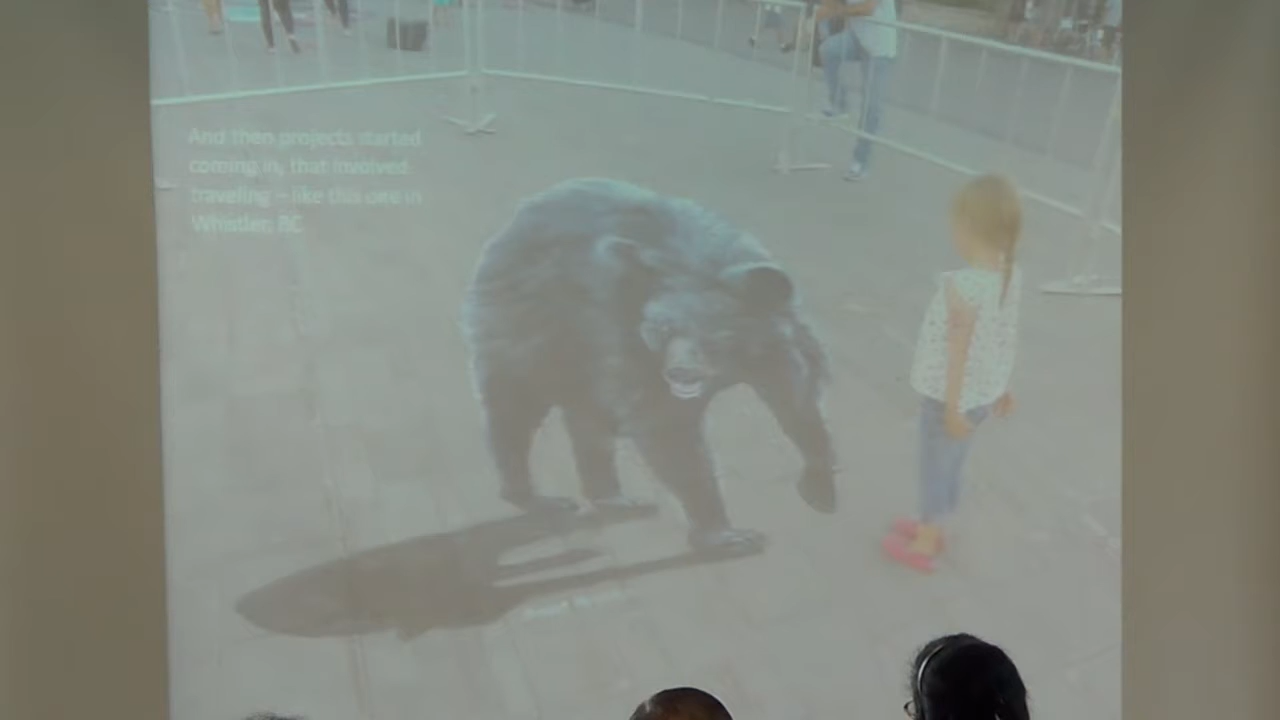 And then projects started
coming in, that involved
traveling – like this one in
Whistler, BC